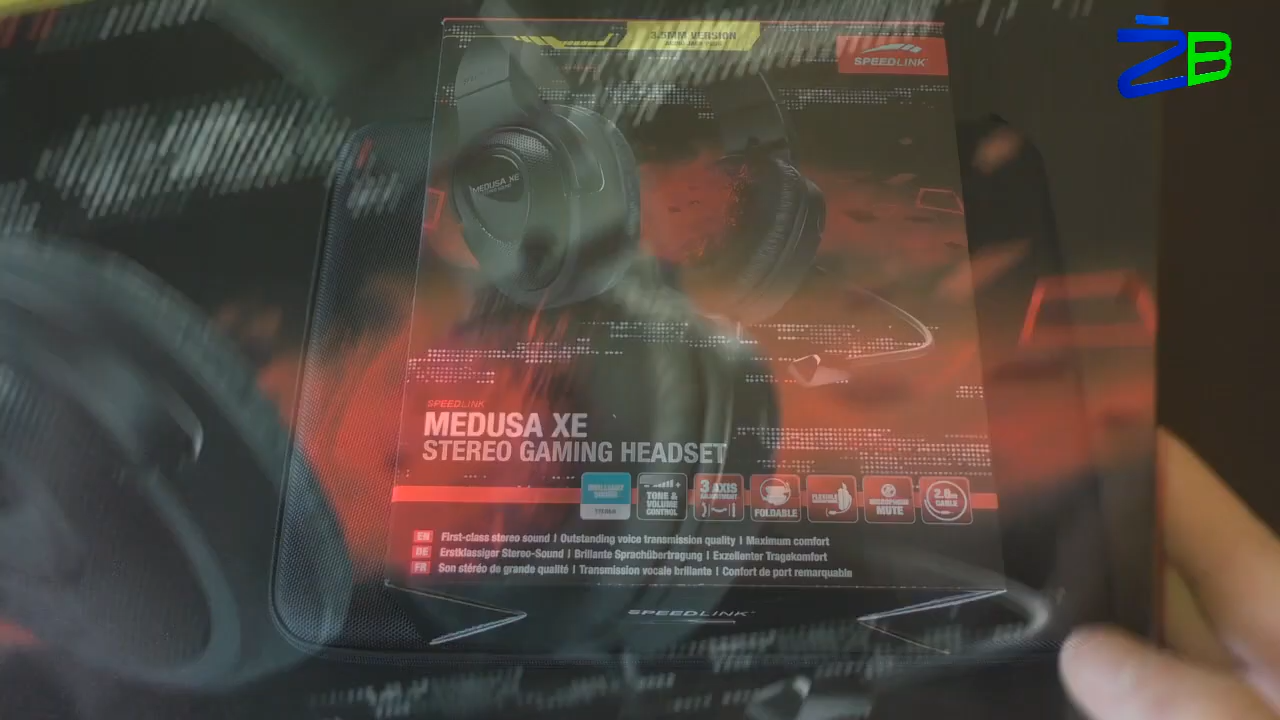 3.5MM VERSION
SPEEDLINK
ŻB
MEDUSA XE
SPEEDLINK
MEDUSA XE
STEREO GAMING HEADSET
TONE &
VOLUME
CONTROL
3 AXIS
ADJUSTMENT
FOLDABLE
FLEXIBLE
MICROPHONE
MUTE
2.0m
CABLE
EN First-class stereo sound | Outstanding voice transmission quality | Maximum comfort
DE Erstklassiger Stereo-Sound | Brillante Sprachübertragung | Exzellenter Tragekomfort
FR Son stéréo de grande qualité | Transmission vocale brillante | Confort de port remarquable
SPEEDLINK